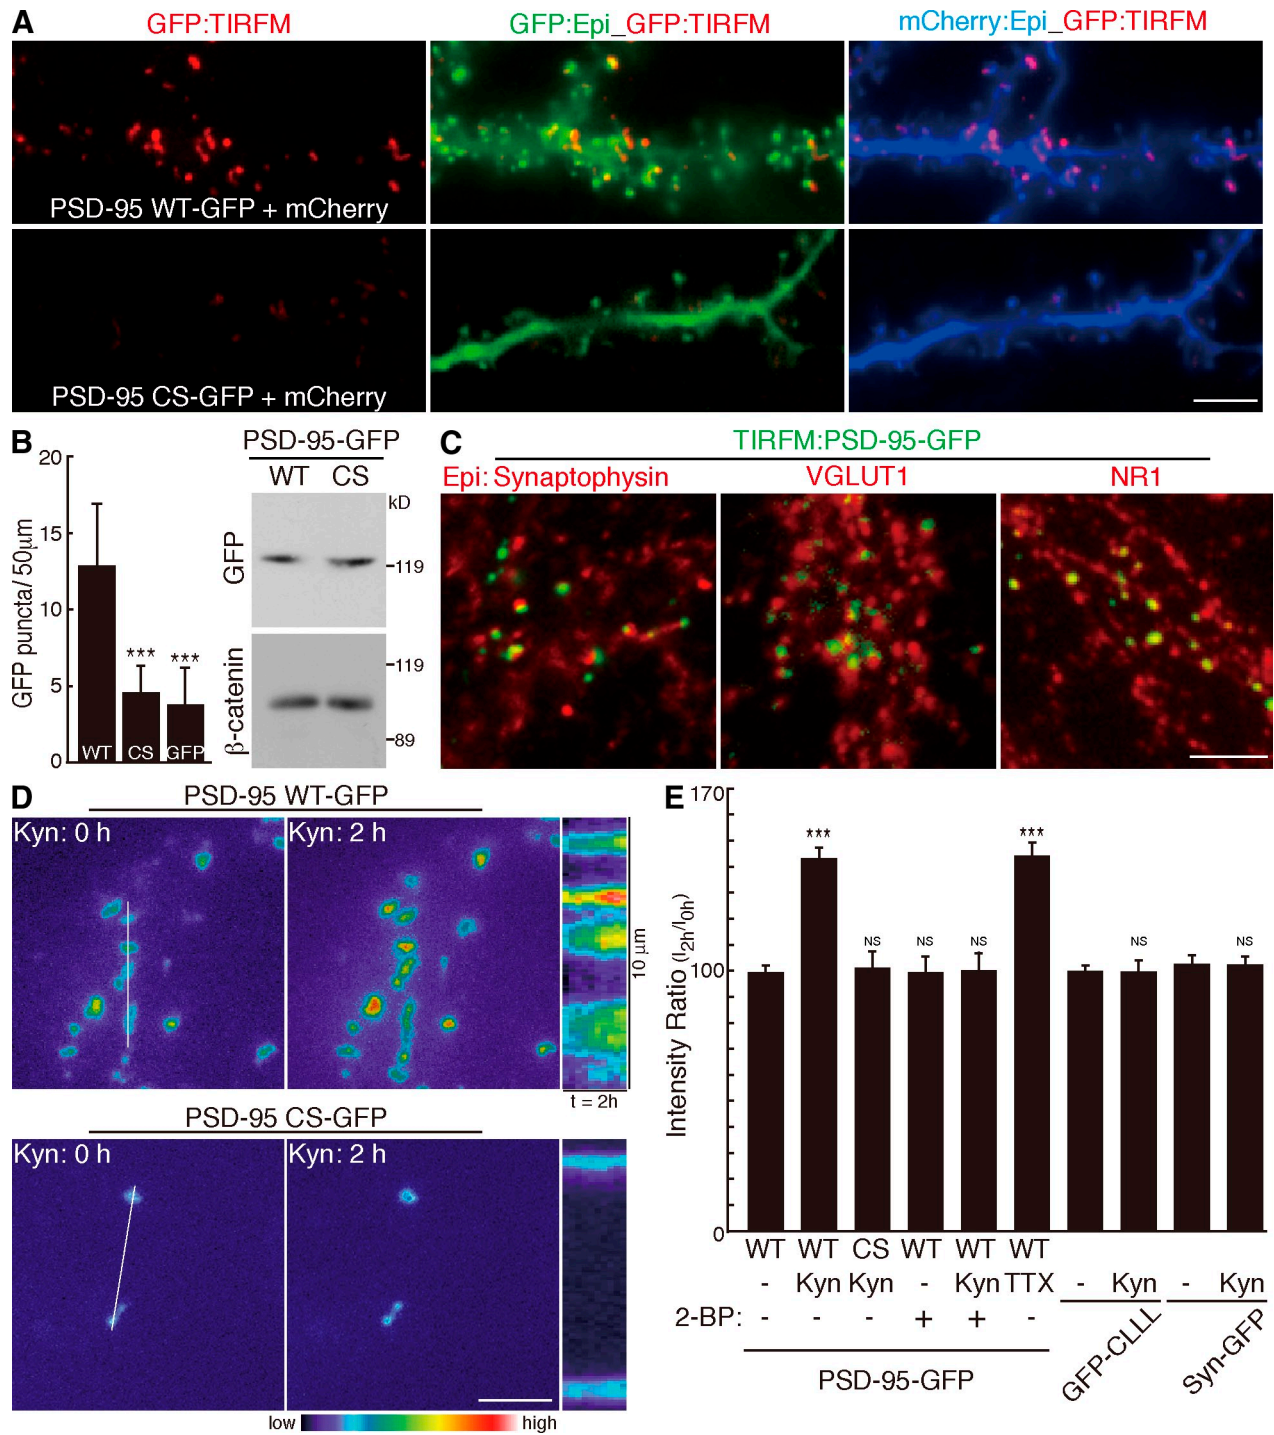 A
GFP:TIRFM
GFP:Epi_GFP:TIRFM
mCherry:Epi_GFP:TIRFM
PSD-95 WT-GFP + mCherry
PSD-95 CS-GFP + mCherry
B
20
15
10
5
0
GFP puncta/ 50µm
*** ***
WT CS GFP
PSD-95-GFP
WT CS
kD
GFP
119
β-catenin
119
89
C
TIRFM:PSD-95-GFP
Epi: Synaptophysin
VGLUT1
NR1
D
PSD-95 WT-GFP
Kyn: 0 h
Kyn: 2 h
10 µm
t = 2h
PSD-95 CS-GFP
Kyn: 0 h
Kyn: 2 h
low high
E
170
100
0
Intensity Ratio (I2h/I0h)
*** NS NS NS *** NS NS
WT WT CS WT WT WT
- Kyn Kyn - Kyn TTX - Kyn - Kyn
2-BP: - - - + + -
PSD-95-GFP
GFP-CLLL
Syn-GFP